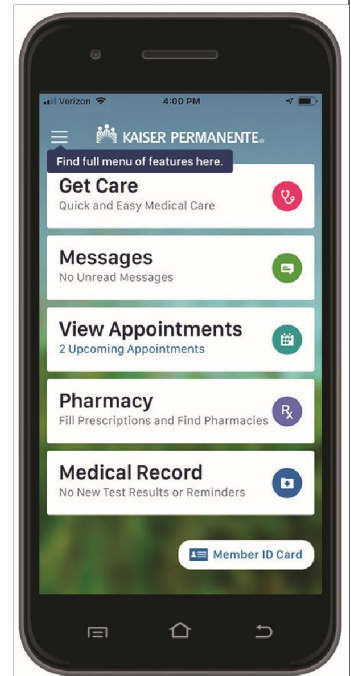 Verizon 4:00 PM
KAISER PERMANENTE®
Find full menu of features here.
Get Care
Quick and Easy Medical Care
Messages
No Unread Messages
View Appointments
2 Upcoming Appointments
Pharmacy
Fill Prescriptions and Find Pharmacies
Rx
Medical Record
No New Test Results or Reminders
Member ID Card